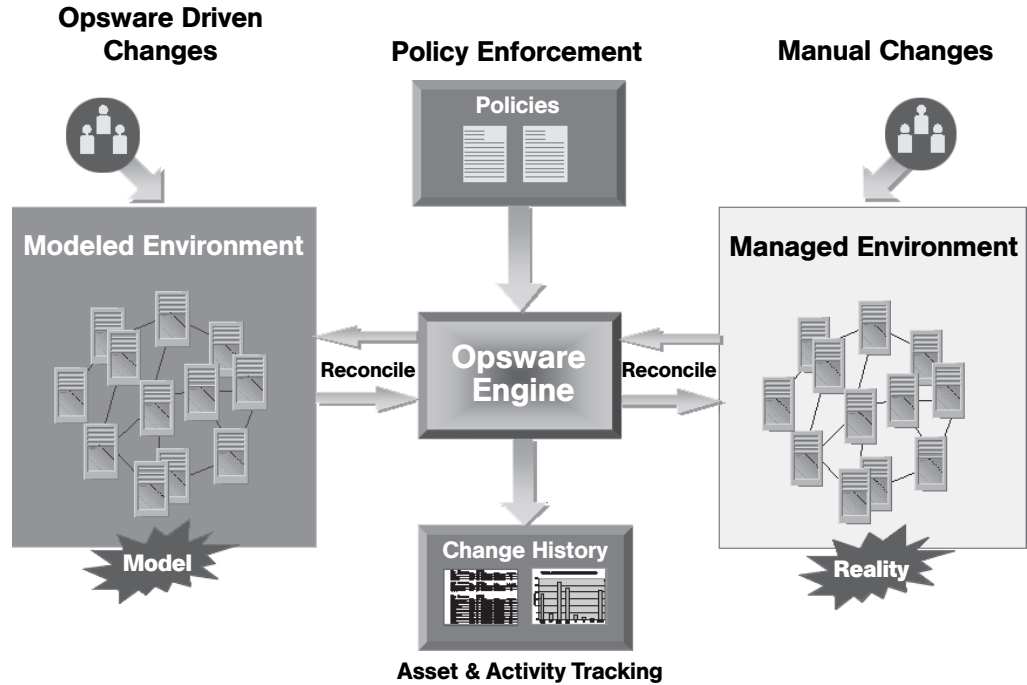 Opsware Driven
Changes
Policy Enforcement
Manual Changes
Policies
Modeled Environment
Managed Environment
Reconcile
Opsware
Engine
Reconcile
Model
Change History
Reality
Asset & Activity Tracking